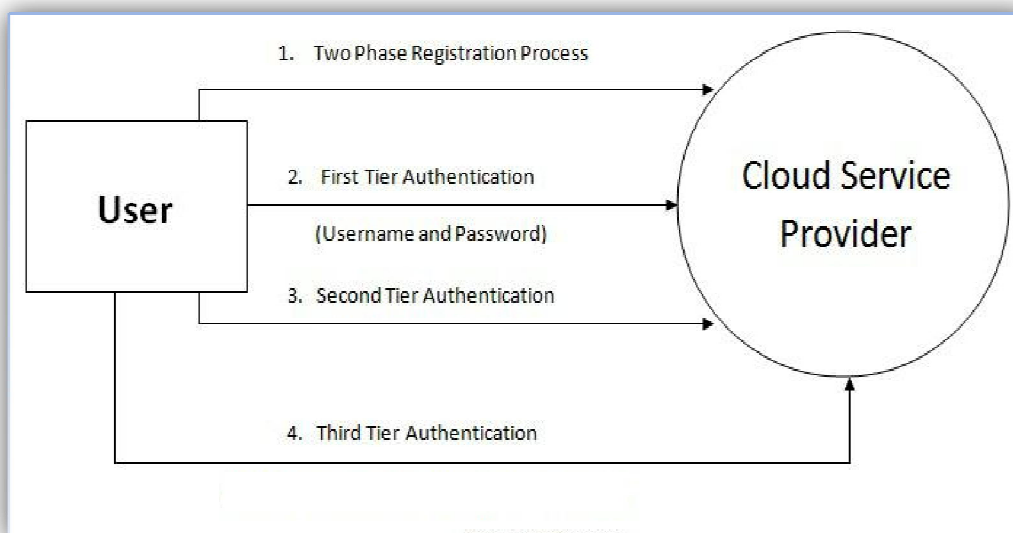 1. Two Phase Registration Process
User
2. First Tier Authentication
(Username and Password)
3. Second Tier Authentication
4. Third Tier Authentication
Cloud Service
Provider